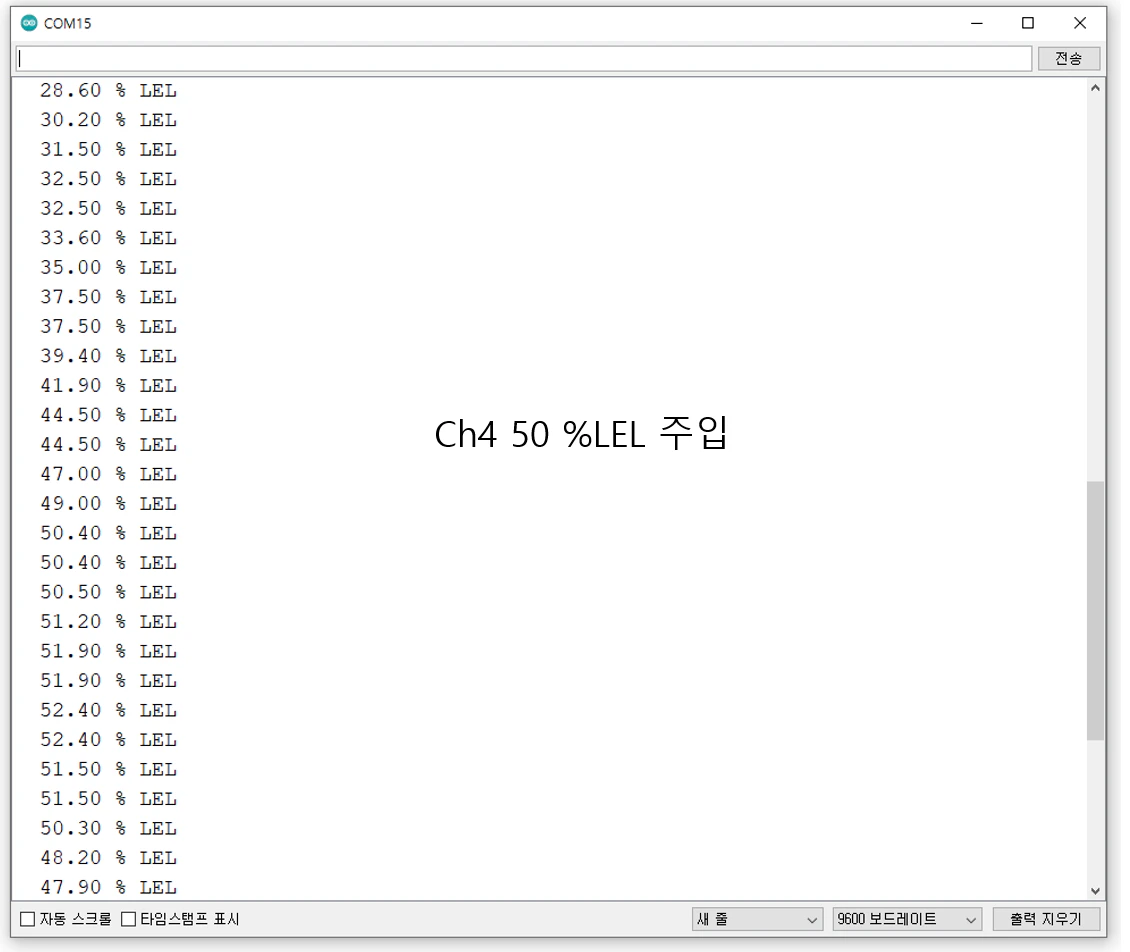 COM15
전송
28.60 % LEL
30.20 % LEL
31.50 % LEL
32.50 % LEL
32.50 % LEL
33.60 % LEL
35.00 % LEL
37.50 % LEL
37.50 % LEL
39.40 % LEL
41.90 % LEL
44.50 % LEL
Ch4 50 %LEL 주입
44.50 % LEL
47.00 % LEL
49.00 % LEL
50.40 % LEL
50.40 % LEL
50.50 % LEL
51.20 % LEL
51.90 % LEL
51.90 % LEL
52.40 % LEL
52.40 % LEL
51.50 % LEL
51.50 % LEL
50.30 % LEL
48.20 % LEL
47.90 % LEL
자동 스크롤 타임스탬프 표시 새 줄 9600 보드레이트 출력 지우기